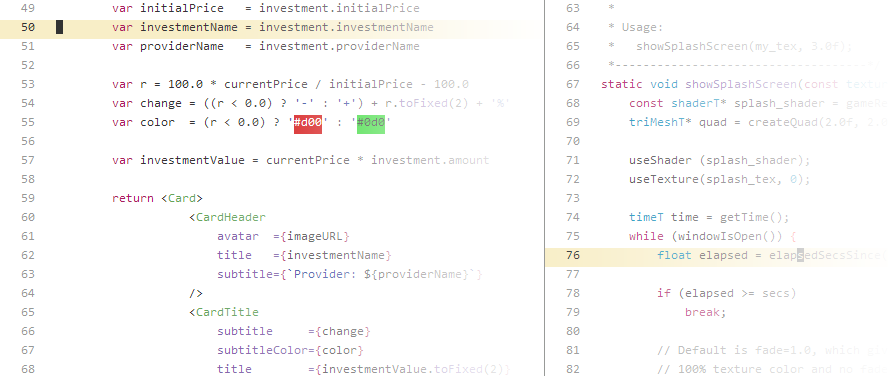 49 var initialPrice   = investment.initialPrice
50 var investmentName = investment.investmentName
51 var providerName   = investment.providerName
52
53 var r = 100.0 * currentPrice / initialPrice - 100.0
54 var change = ((r < 0.0) ? '-' : '+') + r.toFixed(2) + '%'
55 var color  = (r < 0.0) ? '#d00' : '#0d0'
56
57 var investmentValue = currentPrice * investment.amount
58
59 return <Card>
60 <CardHeader
61 avatar  ={imageURL}
62 title   ={investmentName}
63 subtitle={`Provider: ${providerName}`}
64 />
65 <CardTitle
66 subtitle     ={change}
67 subtitleColor={color}
68 title        ={investmentValue.toFixed(2)}
63 *
64 * Usage:
65 *   showSplashScreen(my_tex, 3.0f);
66 *------------------------------------
67 static void showSplashScreen(const texture
68 const shaderT* splash_shader = gameRe
69 triMeshT* quad = createQuad(2.0f, 2.0
70
71 useShader (splash_shader);
72 useTexture(splash_tex, 0);
73
74 timeT time = getTime();
75 while (windowIsOpen()) {
76 float elapsed = elapsedSecsSince(
77
78 if (elapsed >= secs)
79 break;
80
81 // Default is fade=1.0, which
82 // 100% texture color and no fade